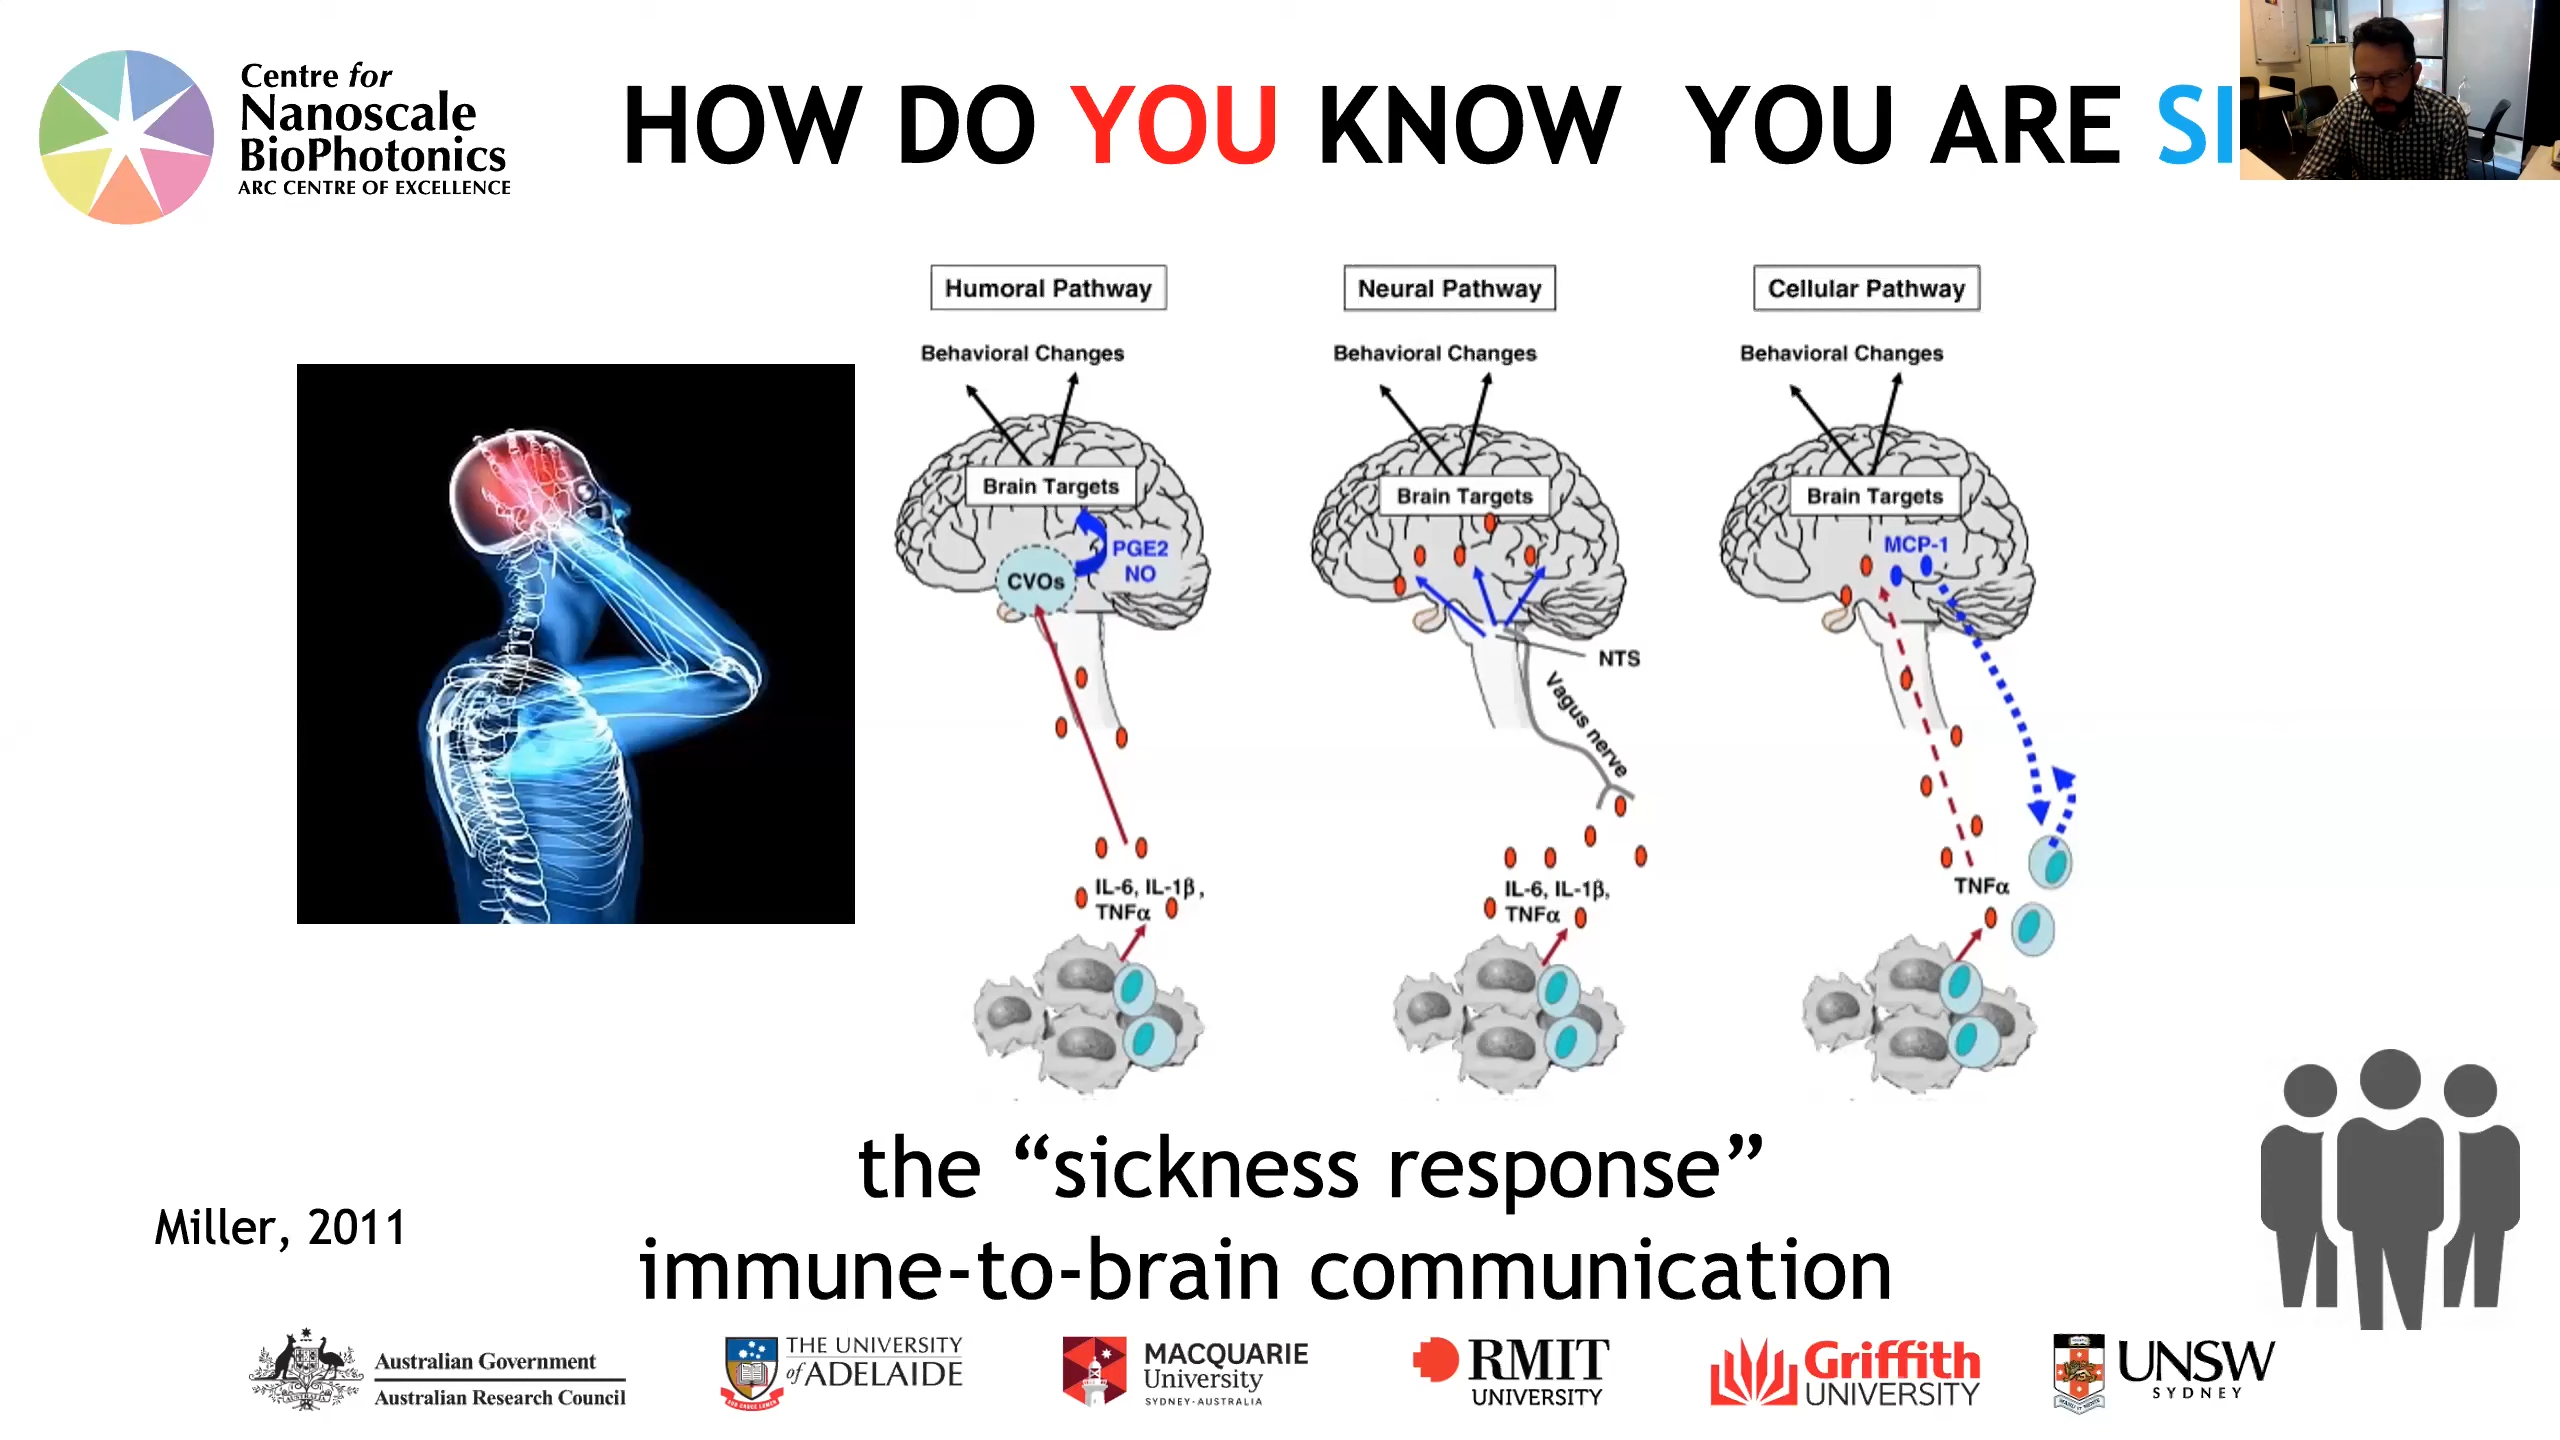 Centre for
Nanoscale
BioPhotonics
ARC CENTRE OF EXCELLENCE
HOW DO YOU KNOW YOU ARE SI
Humoral Pathway
Behavioral Changes
Brain Targets
PGE2
NO
CVOs
IL-6, IL-1β,
TNFα
Neural Pathway
Behavioral Changes
Brain Targets
NTS
Vagus nerve
IL-6, IL-1β,
TNFα
Cellular Pathway
Behavioral Changes
Brain Targets
MCP-1
TNFα
the “sickness response”
immune-to-brain communication
Miller, 2011
Australian Government
Australian Research Council
THE UNIVERSITY
of ADELAIDE
MACQUARIE
University
SYDNEY·AUSTRALIA
RMIT
UNIVERSITY
Griffith
UNIVERSITY
UNSW
SYDNEY